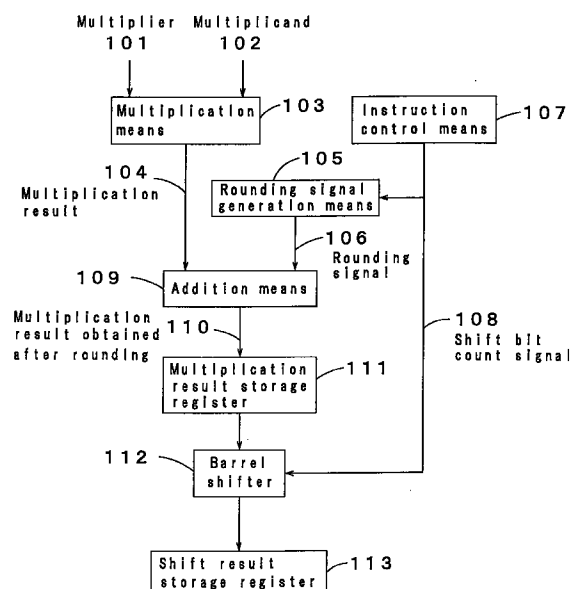 Multiplier Multiplicand
101 102
Multiplication means 103
Instruction control means 107
104
Multiplication result
105
Rounding signal generation means
106
Rounding signal
109
Addition means
Multiplication result obtained after rounding
110
108
Shift bit count signal
Multiplication result storage register
111
112
Barrel shifter
Shift result storage register
113